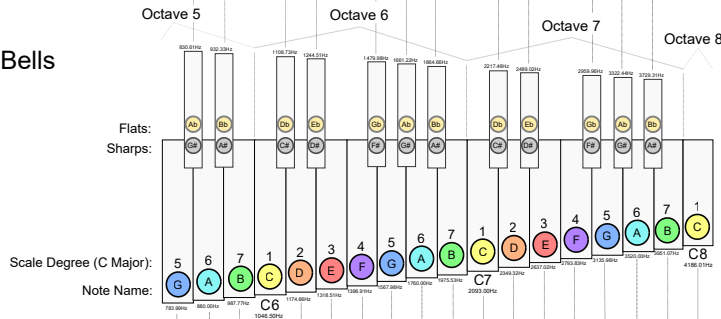 Octave 5
Octave 6
Octave 7
Octave 8
Bells
830.61Hz 932.33Hz 1108.73Hz 1244.51Hz 1479.98Hz 1661.22Hz 1864.66Hz 2217.46Hz 2489.02Hz 2959.96Hz 3322.44Hz 3729.31Hz
Flats: Ab Bb Db Eb Gb Ab Bb Db Eb Gb Ab Bb
Sharps: G# A# C# D# F# G# A# C# D# F# G# A#
5 6 7 1 2 3 4 5 6 7 1 2 3 4 5 6 7 1
Scale Degree (C Major): G A B C D E F G A B C D E F G A B C
Note Name: C6 C7 C8
783.99Hz 880.00Hz 987.77Hz 1046.50Hz 1174.66Hz 1318.51Hz 1396.91Hz 1567.98Hz 1760.00Hz 1975.53Hz 2093.00Hz 2349.32Hz 2637.02Hz 2793.83Hz 3135.96Hz 3520.00Hz 3951.07Hz 4186.01Hz